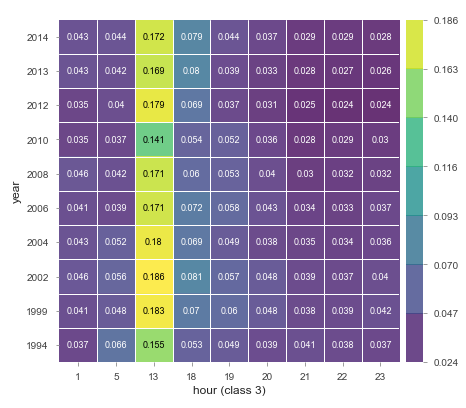 2014 0.043 0.044 0.172 0.079 0.044 0.037 0.029 0.029 0.028
2013 0.043 0.042 0.169 0.08 0.039 0.033 0.028 0.027 0.026
2012 0.035 0.04 0.179 0.069 0.037 0.031 0.025 0.024 0.024
2010 0.035 0.037 0.141 0.054 0.052 0.036 0.028 0.029 0.03
2008 0.046 0.042 0.171 0.06 0.053 0.04 0.03 0.032 0.032
2006 0.041 0.039 0.171 0.072 0.058 0.043 0.034 0.033 0.037
2004 0.043 0.052 0.18 0.069 0.049 0.038 0.035 0.034 0.036
2002 0.046 0.056 0.186 0.081 0.057 0.048 0.039 0.037 0.04
1999 0.041 0.048 0.183 0.07 0.06 0.048 0.038 0.039 0.042
1994 0.037 0.066 0.155 0.053 0.049 0.039 0.041 0.038 0.037
1 5 13 18 19 20 21 22 23
hour (class 3)
year
0.186
0.163
0.140
0.116
0.093
0.070
0.047
0.024